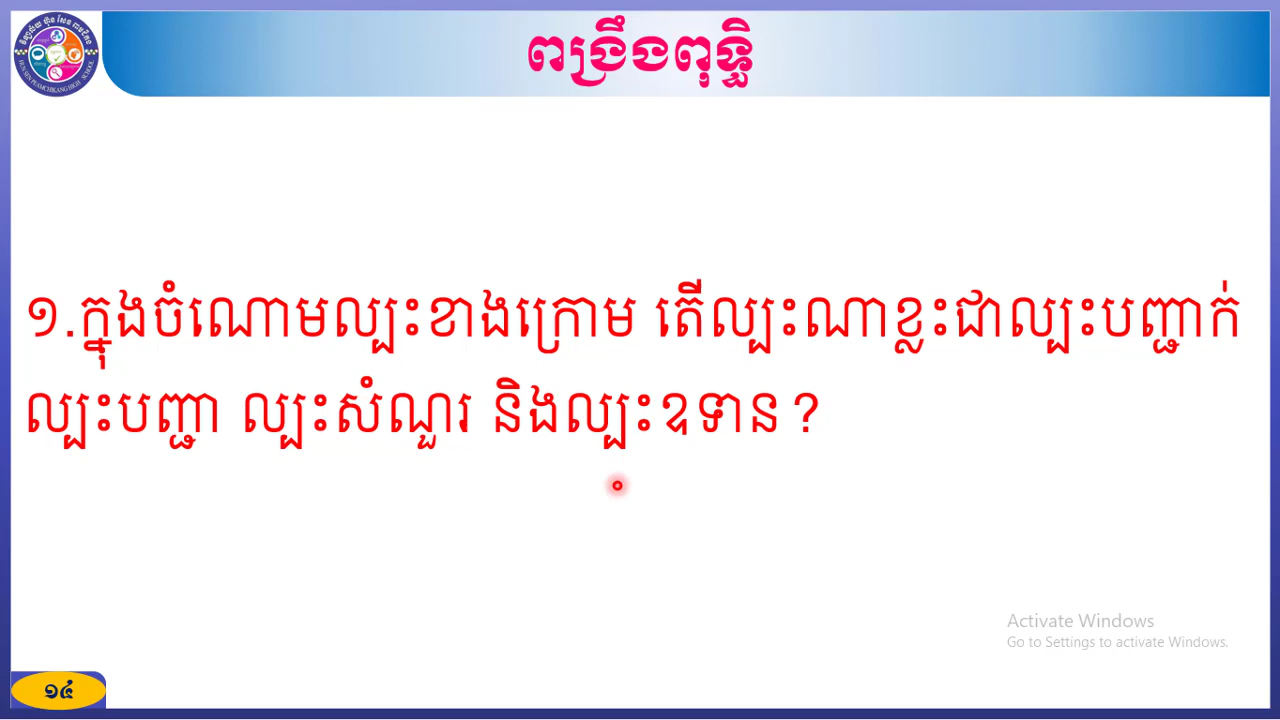 ពង្រឹងពុទ្ធិ
១.ក្នុងចំណោមល្បះខាងក្រោម តើល្បះណាខ្លះជាល្បះបញ្ជាក់
ល្បះបញ្ជា ល្បះសំណួរ និងល្បះឧទាន ?
Activate Windows
Go to Settings to activate Windows.
១៤